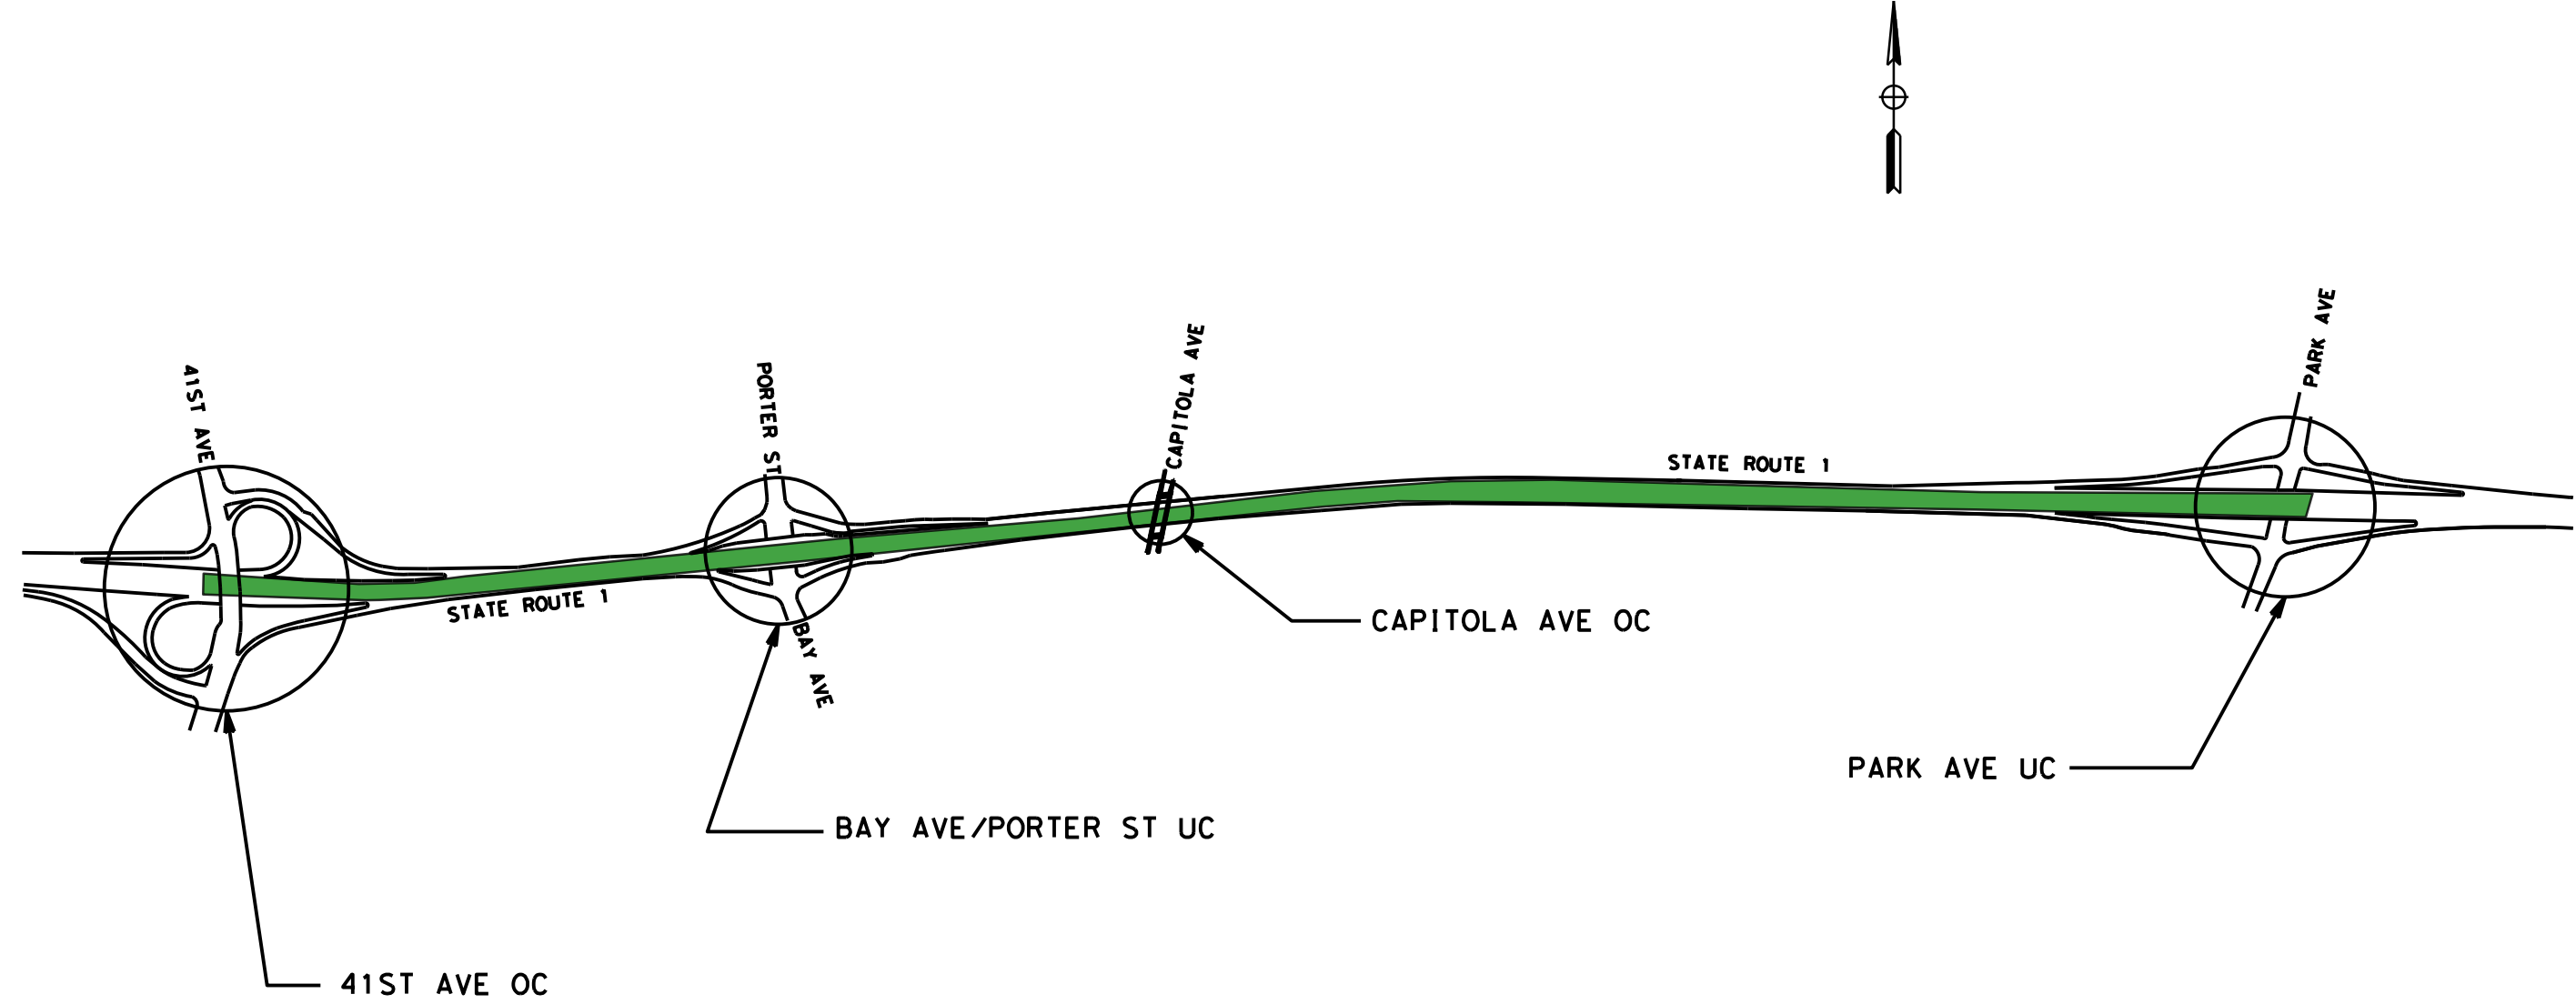 PARK AVE
CAPITOLA AVE
41ST AVE
PORTER ST
STATE ROUTE 1
STATE ROUTE 1
CAPITOLA AVE OC
BAY AVE
PARK AVE UC
BAY AVE/PORTER ST UC
41ST AVE OC